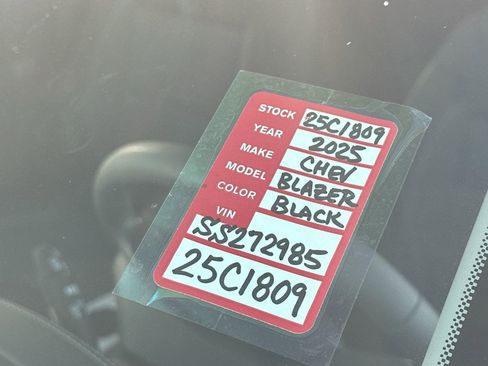 STOCK 25C1809
YEAR 2025
MAKE CHEV
MODEL BLAZER
COLOR BLACK
VIN
SS272985
25C1809